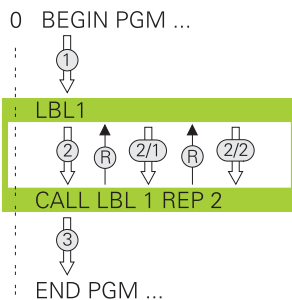 0 BEGIN PGM ...
1
LBL1
2 R 2/1 R 2/2
CALL LBL 1 REP 2
3
END PGM ...